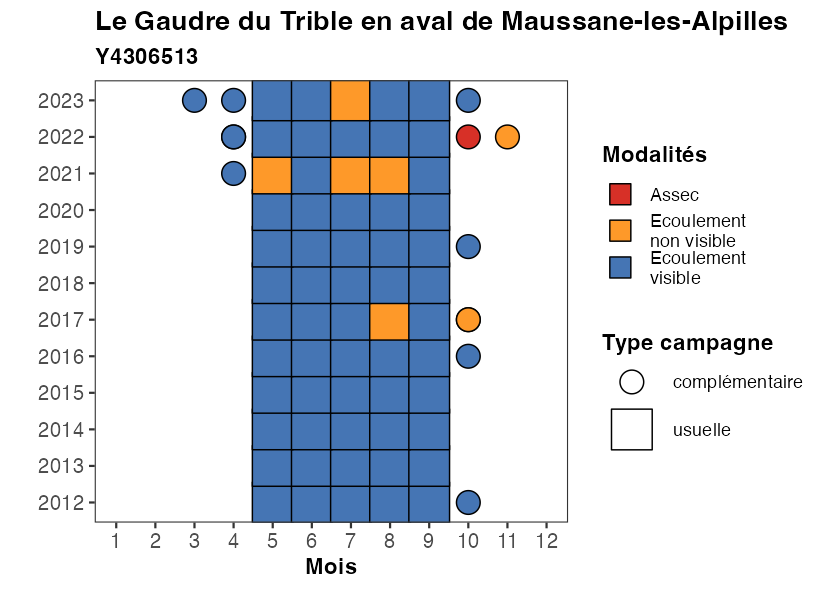 Le Gaudre du Trible en aval de Maussane-les-Alpilles
Y4306513
2023
2022
2021
2020
2019
2018
2017
2016
2015
2014
2013
2012
1 2 3 4 5 6 7 8 9 10 11 12
Mois
Modalités
Assec
Ecoulement
non visible
Ecoulement
visible
Type campagne
complémentaire
usuelle